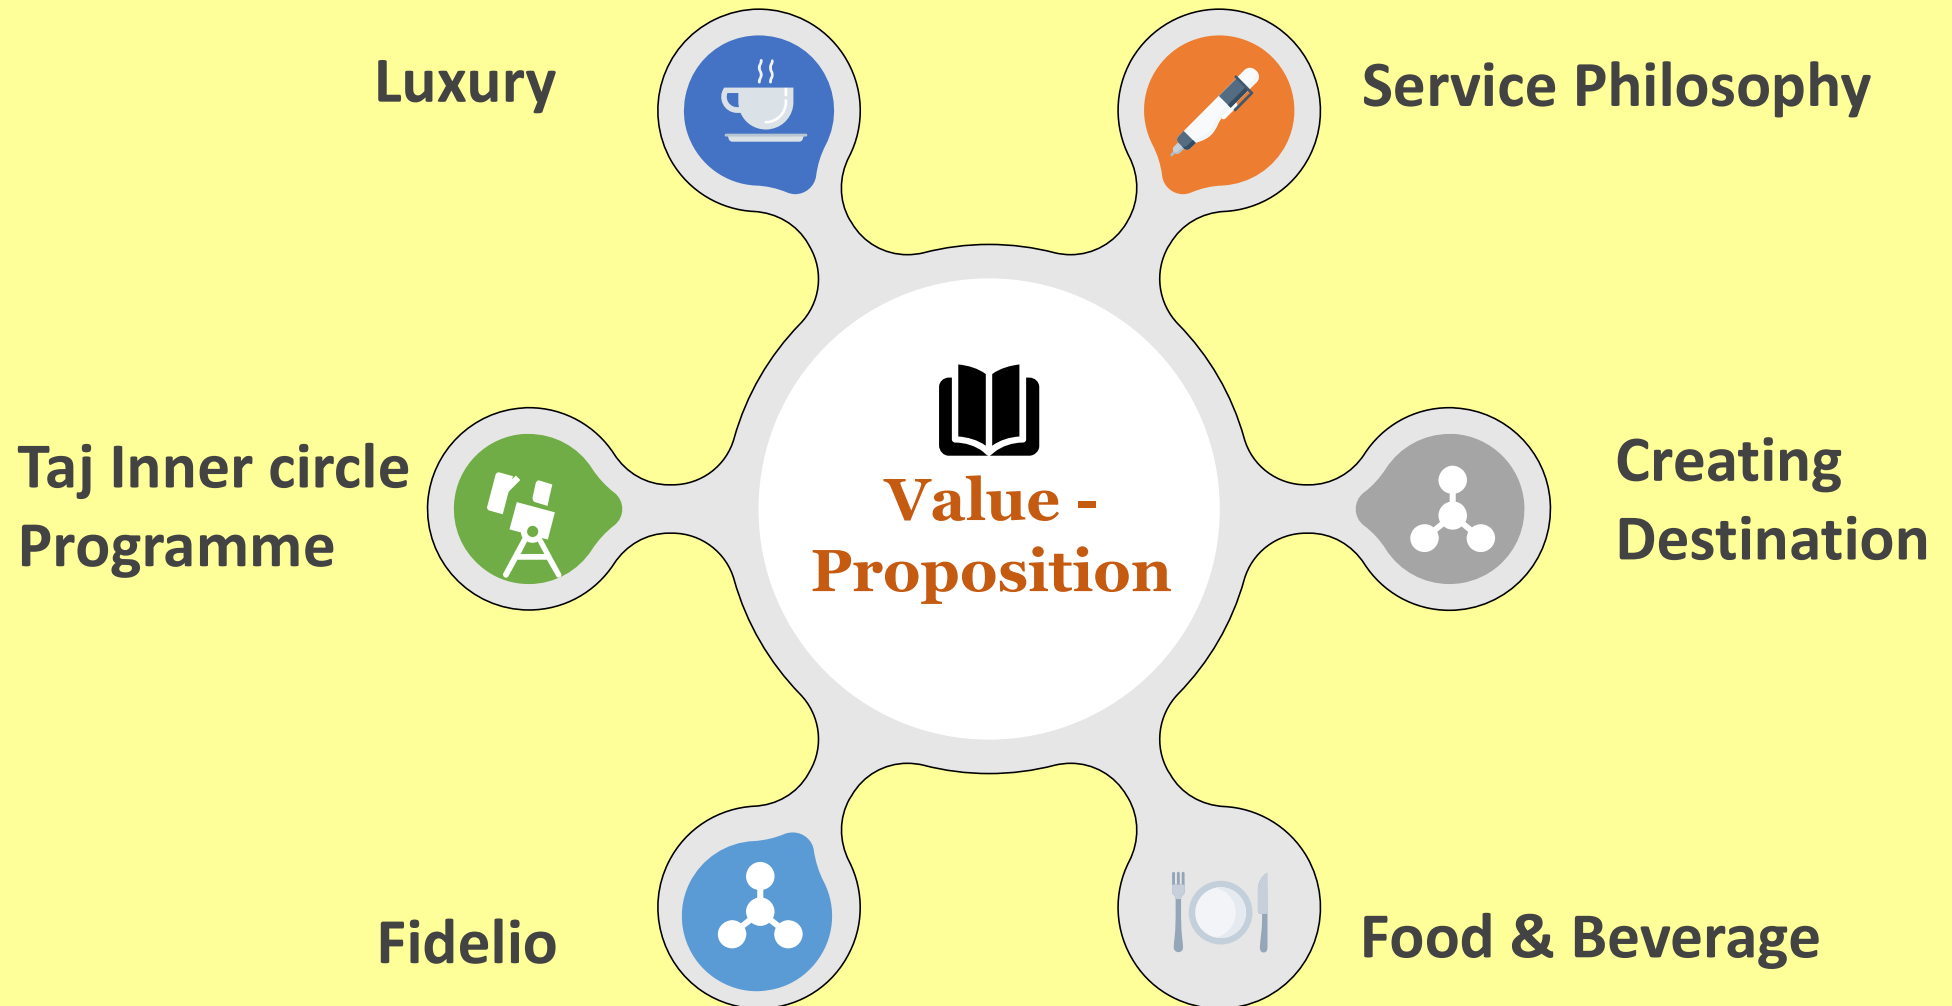 Luxury
Service Philosophy
Taj Inner circle
Programme
Value -
Proposition
Creating
Destination
Fidelio
Food & Beverage